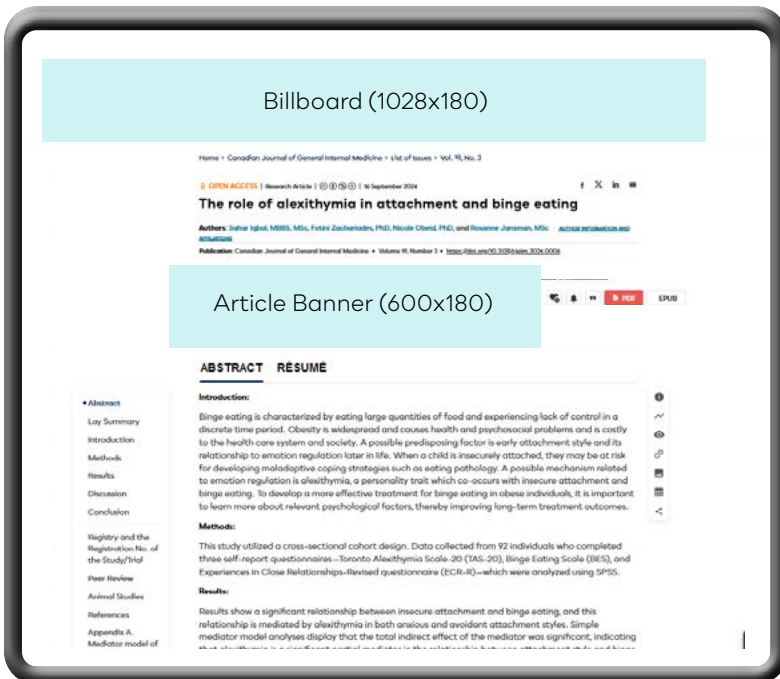 Billboard (1028x180)
Home > Canadian Journal of General Internal Medicine > List of Issues > Vol. 19, No. 3
OPEN ACCESS | Research Article | 16 September 2024
The role of alexithymia in attachment and binge eating
Authors: Sahar Iqbal, MBBS, MSc, Fotini Zachariades, PhD, Nicole Obeid, PhD, and Roxanne Jansman, MSc AUTHOR INFORMATION AND
AFFILIATIONS
Publication: Canadian Journal of General Internal Medicine • Volume 19, Number 3 •
Article Banner (600x180)
PDF EPUB
ABSTRACT RÉSUMÉ
• Abstract
Lay Summary
Introduction
Methods
Results
Discussion
Conclusion
Registry and the
Registration No. of
the Study/Trial
Peer Review
Animal Studies
References
Appendix A.
Mediator model of
Introduction:
Binge eating is characterized by eating large quantities of food and experiencing lack of control in a
discrete time period. Obesity is widespread and causes health and psychosocial problems and is costly
to the health care system and society. A possible predisposing factor is early attachment style and its
relationship to emotion regulation later in life. When a child is insecurely attached, they may be at risk
for developing maladaptive coping strategies such as eating pathology. A possible mechanism related
to emotion regulation is alexithymia, a personality trait which co-occurs with insecure attachment and
binge eating. To develop a more effective treatment for binge eating in obese individuals, it is important
to learn more about relevant psychological factors, thereby improving long-term treatment outcomes.
Methods:
This study utilized a cross-sectional cohort design. Data collected from 92 individuals who completed
three self-report questionnaires—Toronto Alexithymia Scale-20 (TAS-20), Binge Eating Scale (BES), and
Experiences in Close Relationships-Revised questionnaire (ECR-R)—which were analyzed using SPSS.
Results:
Results show a significant relationship between insecure attachment and binge eating, and this
relationship is mediated by alexithymia in both anxious and avoidant attachment styles. Simple
mediator model analyses display that the total indirect effect of the mediator was significant, indicating
that alexithymia is a significant partial mediator in the relationship between attachment style and binge